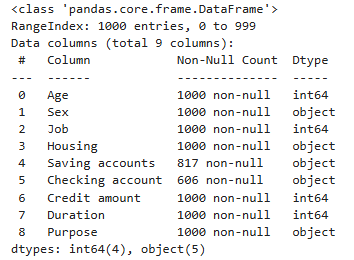 <class 'pandas.core.frame.DataFrame'>
RangeIndex: 1000 entries, 0 to 999
Data columns (total 9 columns):
 #   Column            Non-Null Count  Dtype
---  ------            --------------  -----
 0   Age               1000 non-null   int64
 1   Sex               1000 non-null   object
 2   Job               1000 non-null   int64
 3   Housing           1000 non-null   object
 4   Saving accounts   817 non-null    object
 5   Checking account  606 non-null    object
 6   Credit amount     1000 non-null   int64
 7   Duration          1000 non-null   int64
 8   Purpose           1000 non-null   object
dtypes: int64(4), object(5)